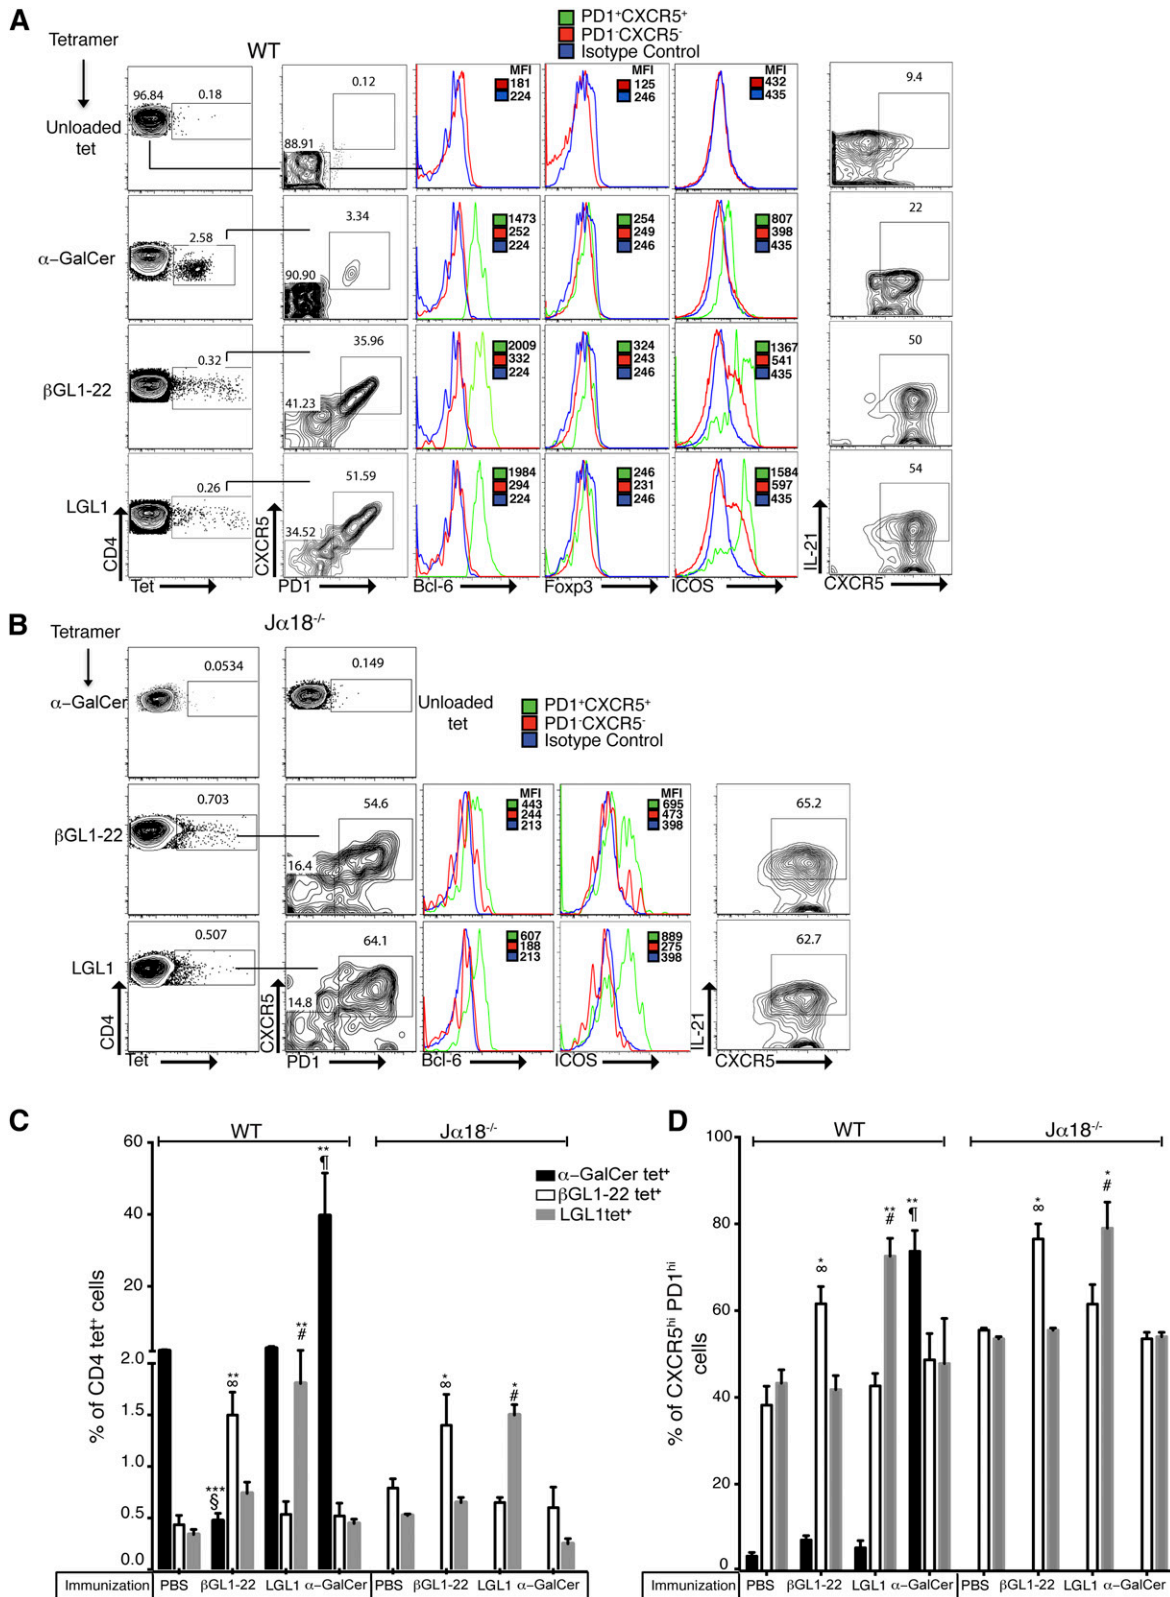 A
Tetramer
WT
PD1⁺CXCR5⁺
PD1⁻CXCR5⁻
Isotype Control
Unloaded
tet
96.84
0.18
0.12
88.91
MFI
181
224
MFI
125
246
MFI
432
435
9.4
α-GalCer
2.58
3.34
90.90
1473
252
224
254
249
246
807
398
435
22
βGL1-22
0.32
35.96
41.23
2009
332
224
324
243
246
1367
541
435
50
LGL1
0.26
51.59
34.52
1984
294
224
246
231
246
1584
597
435
54
CD4
Tet
CXCR5
PD1
Bcl-6
Foxp3
ICOS
IL-21
CXCR5
B
Tetramer
Jα18⁻/⁻
α-GalCer
0.0534
0.149
Unloaded
tet
PD1⁺CXCR5⁺
PD1⁻CXCR5⁻
Isotype Control
βGL1-22
0.703
54.6
16.4
MFI
443
244
213
MFI
695
473
398
65.2
LGL1
0.507
64.1
14.8
607
188
213
889
275
398
62.7
CD4
Tet
CXCR5
PD1
Bcl-6
ICOS
IL-21
CXCR5
C
WT
Jα18⁻/⁻
α-GalCer tet⁺
βGL1-22 tet⁺
LGL1tet⁺
% of CD4 tet⁺ cells
60
40
20
2.0
1.5
1.0
0.5
0.0
***
§
**
∞
**
#
**
¶
*
∞
*
#
Immunization
PBS
βGL1-22
LGL1
α-GalCer
PBS
βGL1-22
LGL1
α-GalCer
D
WT
Jα18⁻/⁻
% of CXCR5ʰⁱ PD1ʰⁱ
cells
100
80
60
40
20
0
*
∞
**
#
**
¶
*
∞
*
#
Immunization
PBS
βGL1-22
LGL1
α-GalCer
PBS
βGL1-22
LGL1
α-GalCer